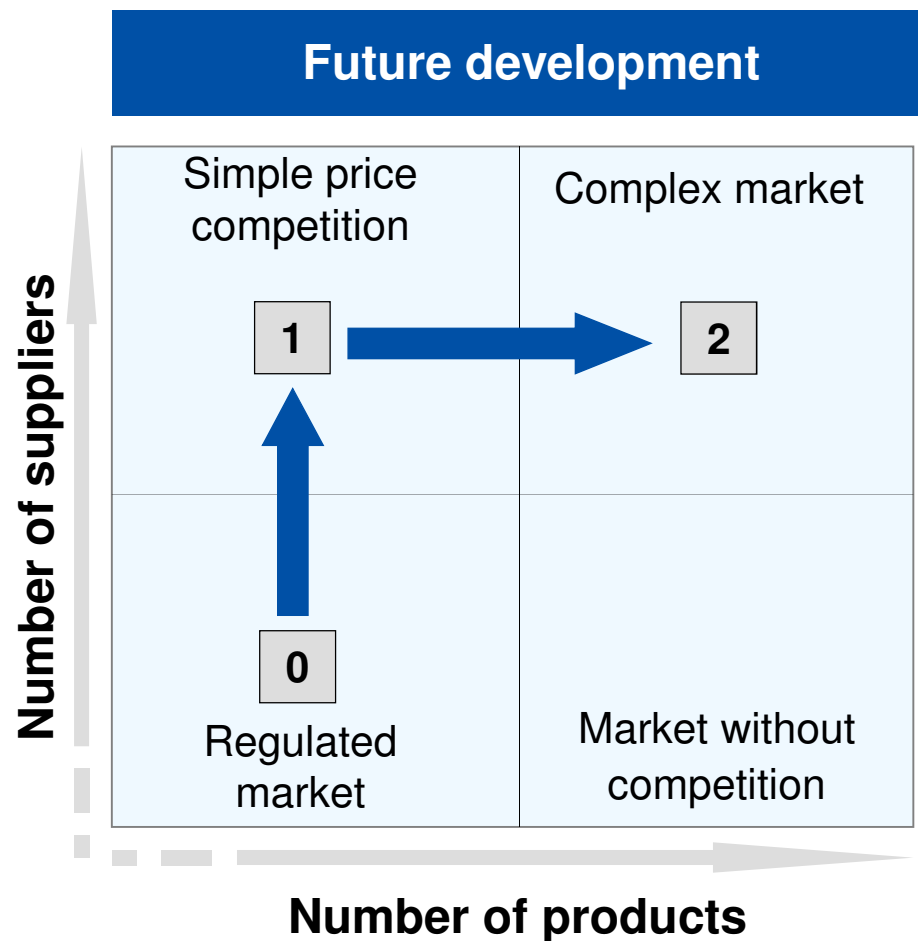 Future development
Simple price
competition
Complex market
1
2
Number of suppliers
0
Regulated
market
Market without
competition
Number of products